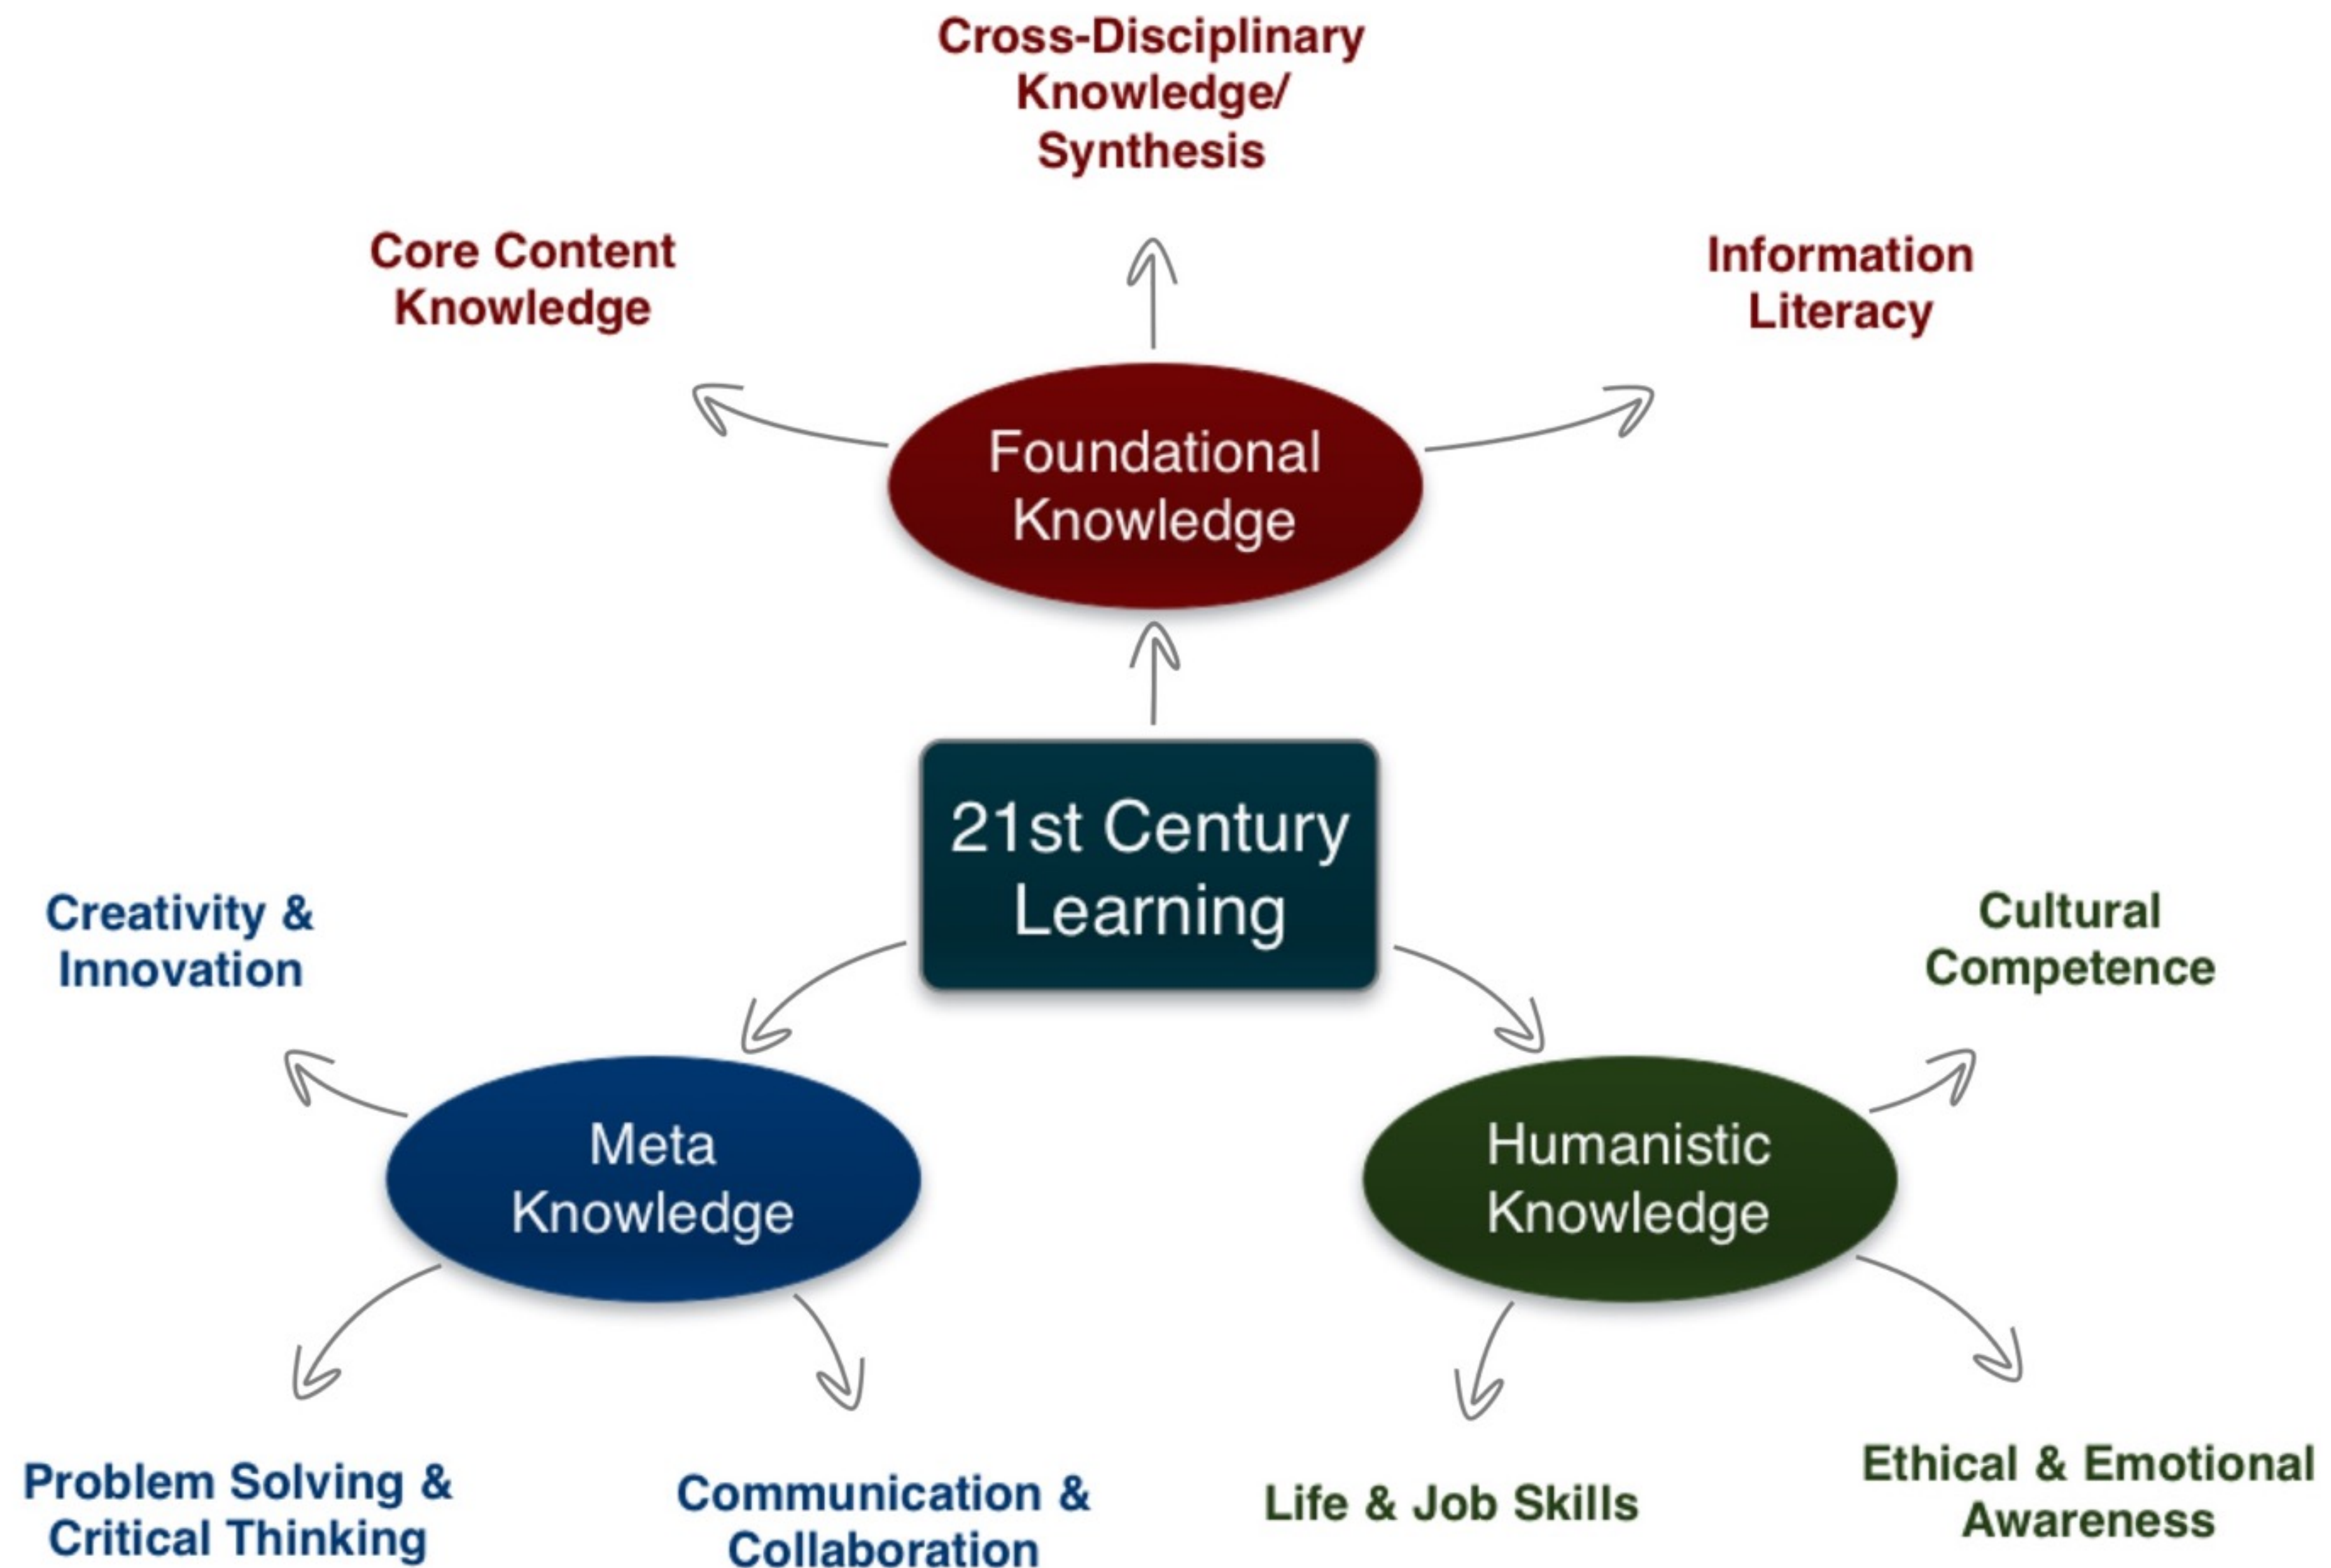 Cross-Disciplinary
Knowledge/
Synthesis
Core Content
Knowledge
Information
Literacy
Foundational
Knowledge
21st Century
Learning
Creativity &
Innovation
Cultural
Competence
Meta
Knowledge
Humanistic
Knowledge
Problem Solving &
Critical Thinking
Communication &
Collaboration
Life & Job Skills
Ethical & Emotional
Awareness